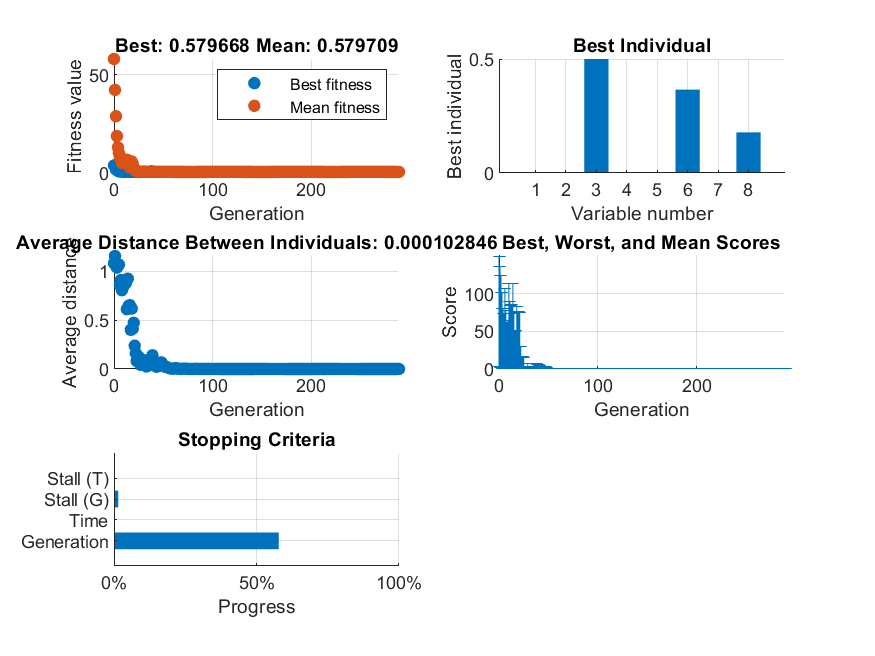 Best: 0.579668 Mean: 0.579709
Fitness value
50
0
Best fitness
Mean fitness
0 100 200
Generation
Best Individual
Best individual
0.5
0
1 2 3 4 5 6 7 8
Variable number
Average Distance Between Individuals: 0.000102846
Average distance
1
0.5
0
0 100 200
Generation
Best, Worst, and Mean Scores
Score
100
50
0
0 100 200
Generation
Stopping Criteria
Stall (T)
Stall (G)
Time
Generation
0% 50% 100%
Progress